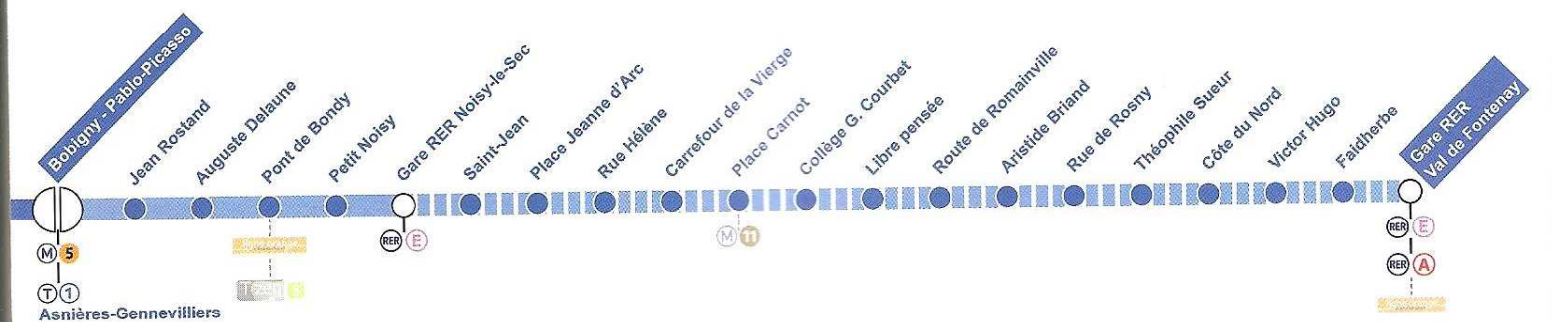 Bobigny - Pablo-Picasso
Jean Rostand
Auguste Delaune
Pont de Bondy
Petit Noisy
Gare RER Noisy-le-Sec
Saint-Jean
Place Jeanne d'Arc
Rue Hélène
Carrefour de la Vierge
Place Carnot
Collège G. Courbet
Libre pensée
Route de Romainville
Aristide Briand
Rue de Rosny
Théophile Sueur
Côte du Nord
Victor Hugo
Faidherbe
Gare RER
Val de Fontenay
M 5
T 1
Asnières-Gennevilliers
RER E
M 11
RER E
RER A